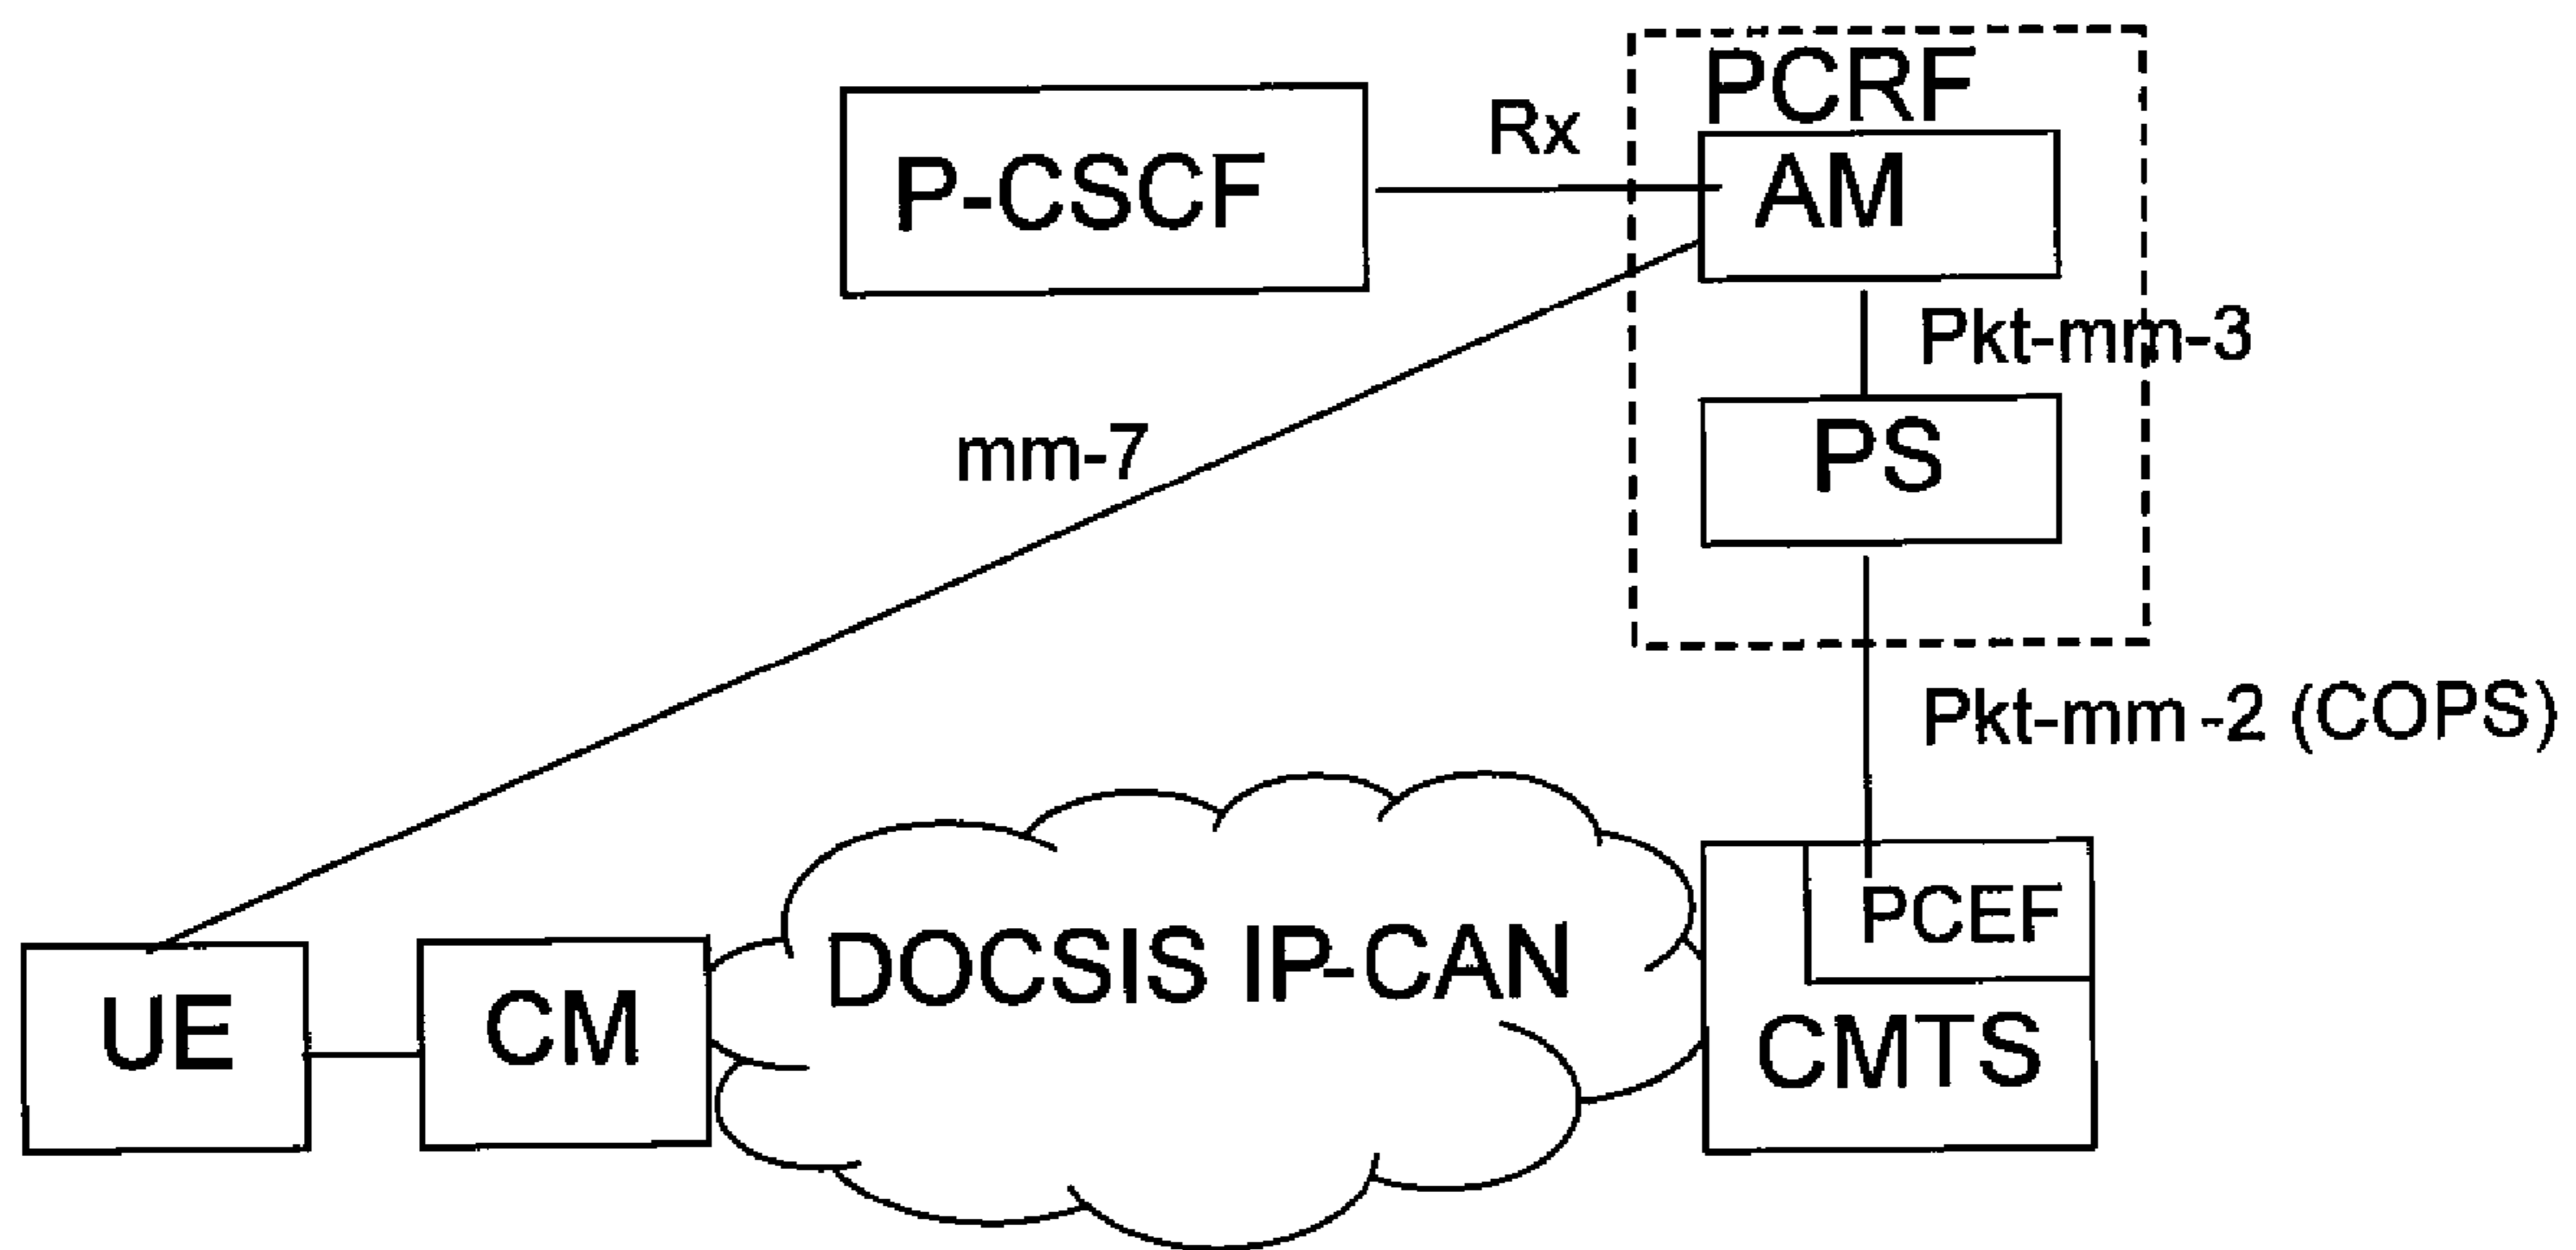 PCRF
Rx
P-CSCF
AM
Pkt-mm-3
mm-7
PS
Pkt-mm-2 (COPS)
PCEF
DOCSIS IP-CAN
UE
CM
CMTS